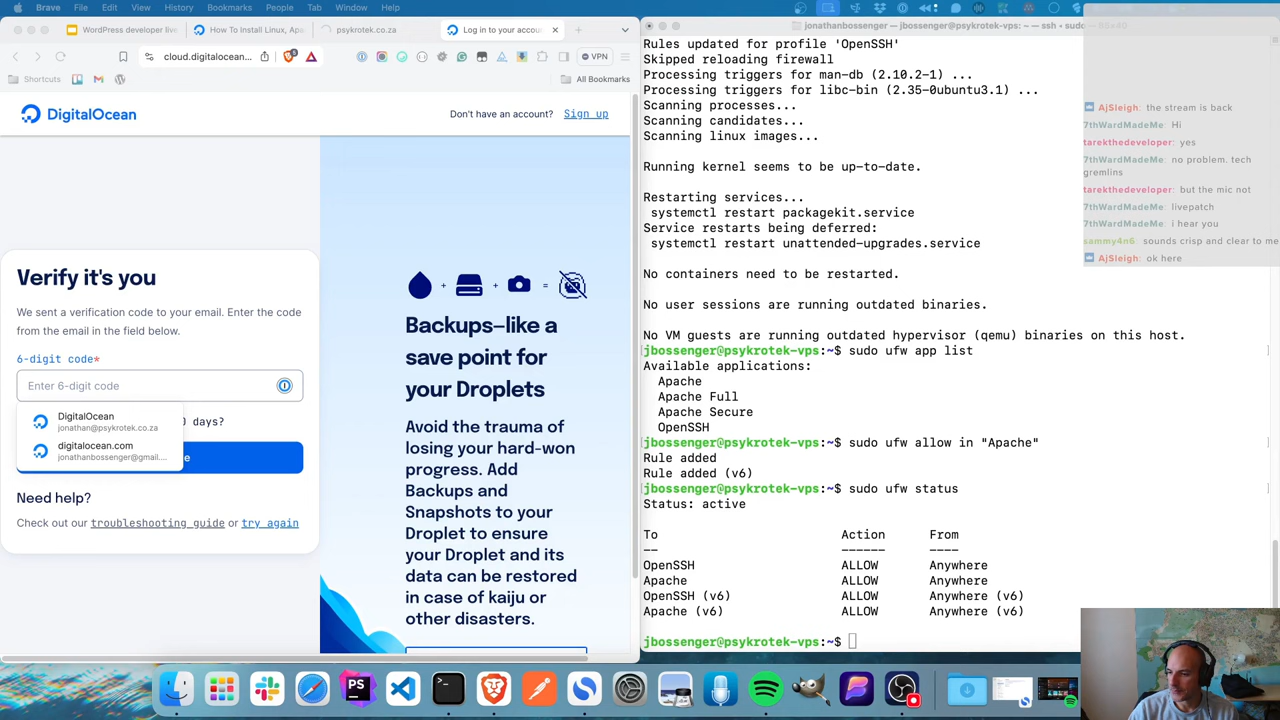 Brave File Edit View History Bookmarks People Tab Window Help
WordPress developer live
How To Install Linux, Apa
psykrotek.co.za
Log in to your accou
cloud.digitalocean...
VPN
Shortcuts
All Bookmarks
DigitalOcean
Don't have an account? Sign up
Verify it's you
We sent a verification code to your email. Enter the code
from the email in the field below.
6-digit code*
Enter 6-digit code
DigitalOcean
jonathan@psykrotek.co.za
0 days?
digitalocean.com
jonathanbossenger@gmail....
e
Need help?
Check out our troubleshooting guide or try again
Backups—like a
save point for
your Droplets
Avoid the trauma of
losing your hard-won
progress. Add
Backups and
Snapshots to your
Droplet to ensure
your Droplet and its
data can be restored
in case of kaiju or
other disasters.
jonathanbossenger — jbossenger@psykrotek-vps: ~ — ssh ‹ sudo
Rules updated for profile 'OpenSSH'
Skipped reloading firewall
Processing triggers for man-db (2.10.2-1) ...
Processing triggers for libc-bin (2.35-0ubuntu3.1) ...
Scanning processes...
Scanning candidates...
Scanning linux images...
Running kernel seems to be up-to-date.
Restarting services...
systemctl restart packagekit.service
Service restarts being deferred:
systemctl restart unattended-upgrades.service
No containers need to be restarted.
No user sessions are running outdated binaries.
No VM guests are running outdated hypervisor (qemu) binaries on this host.
jbossenger@psykrotek-vps:~$ sudo ufw app list
Available applications:
Apache
Apache Full
Apache Secure
OpenSSH
jbossenger@psykrotek-vps:~$ sudo ufw allow in "Apache"
Rule added
Rule added (v6)
jbossenger@psykrotek-vps:~$ sudo ufw status
Status: active
To Action From
-- ------ ----
OpenSSH ALLOW Anywhere
Apache ALLOW Anywhere
OpenSSH (v6) ALLOW Anywhere (v6)
Apache (v6) ALLOW Anywhere (v6)
jbossenger@psykrotek-vps:~$
AjSleigh: the stream is back
7thWardMadeMe: Hi
tarekthedeveloper: yes
7thWardMadeMe: no problem. tech
gremlins
tarekthedeveloper: but the mic not
7thWardMadeMe: livepatch
7thWardMadeMe: i hear you
sammy4n6: sounds crisp and clear to me
AjSleigh: ok here
PS